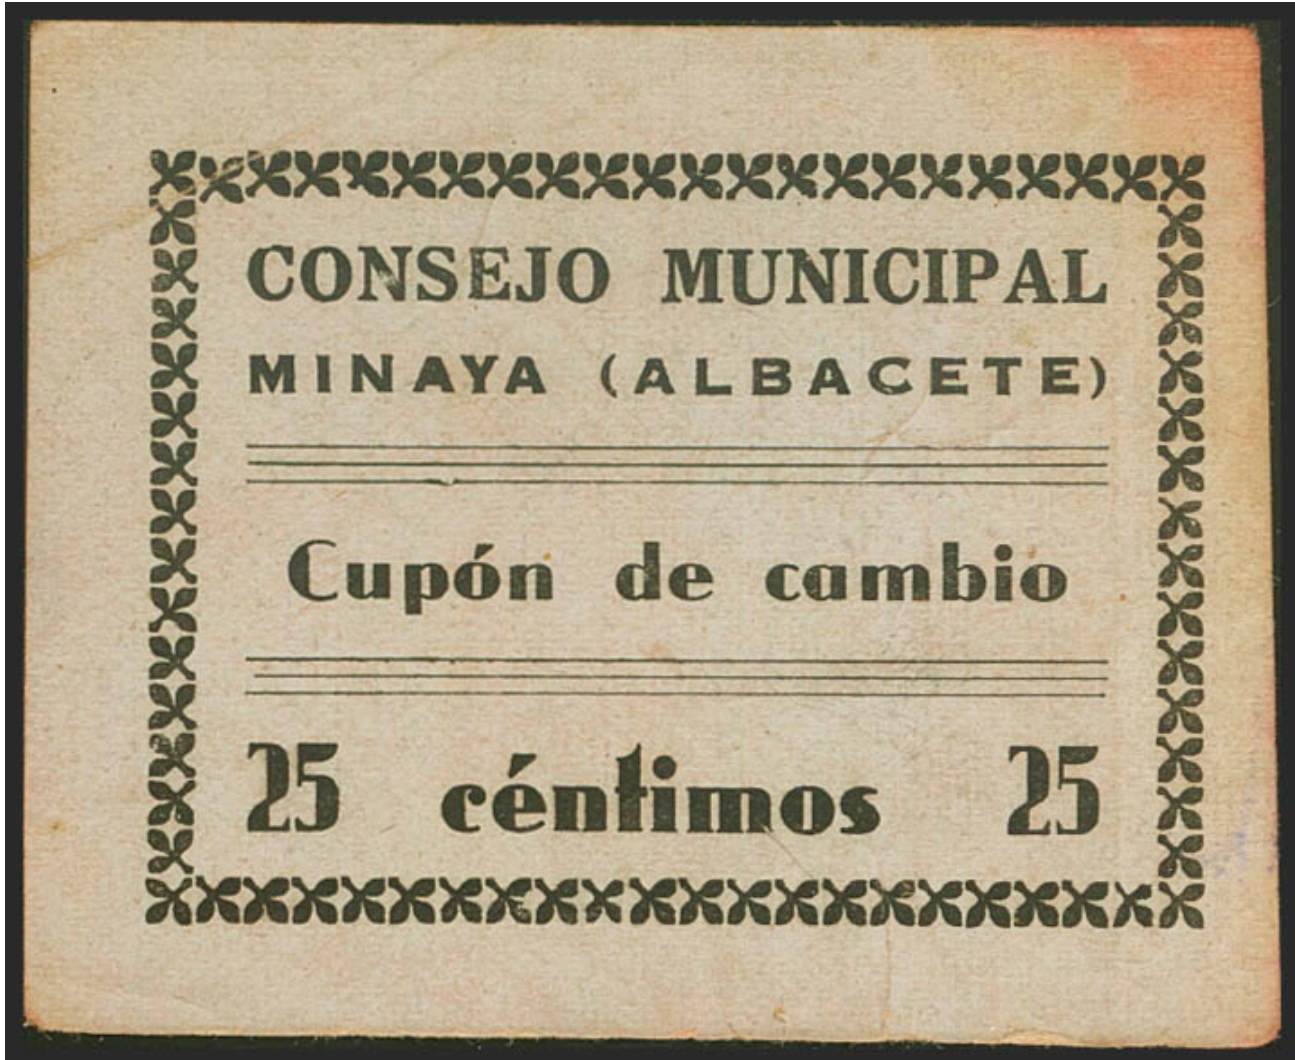 CONSEJO MUNICIPAL
MINAYA (ALBACETE)
Cupón de cambio
25 céntimos 25